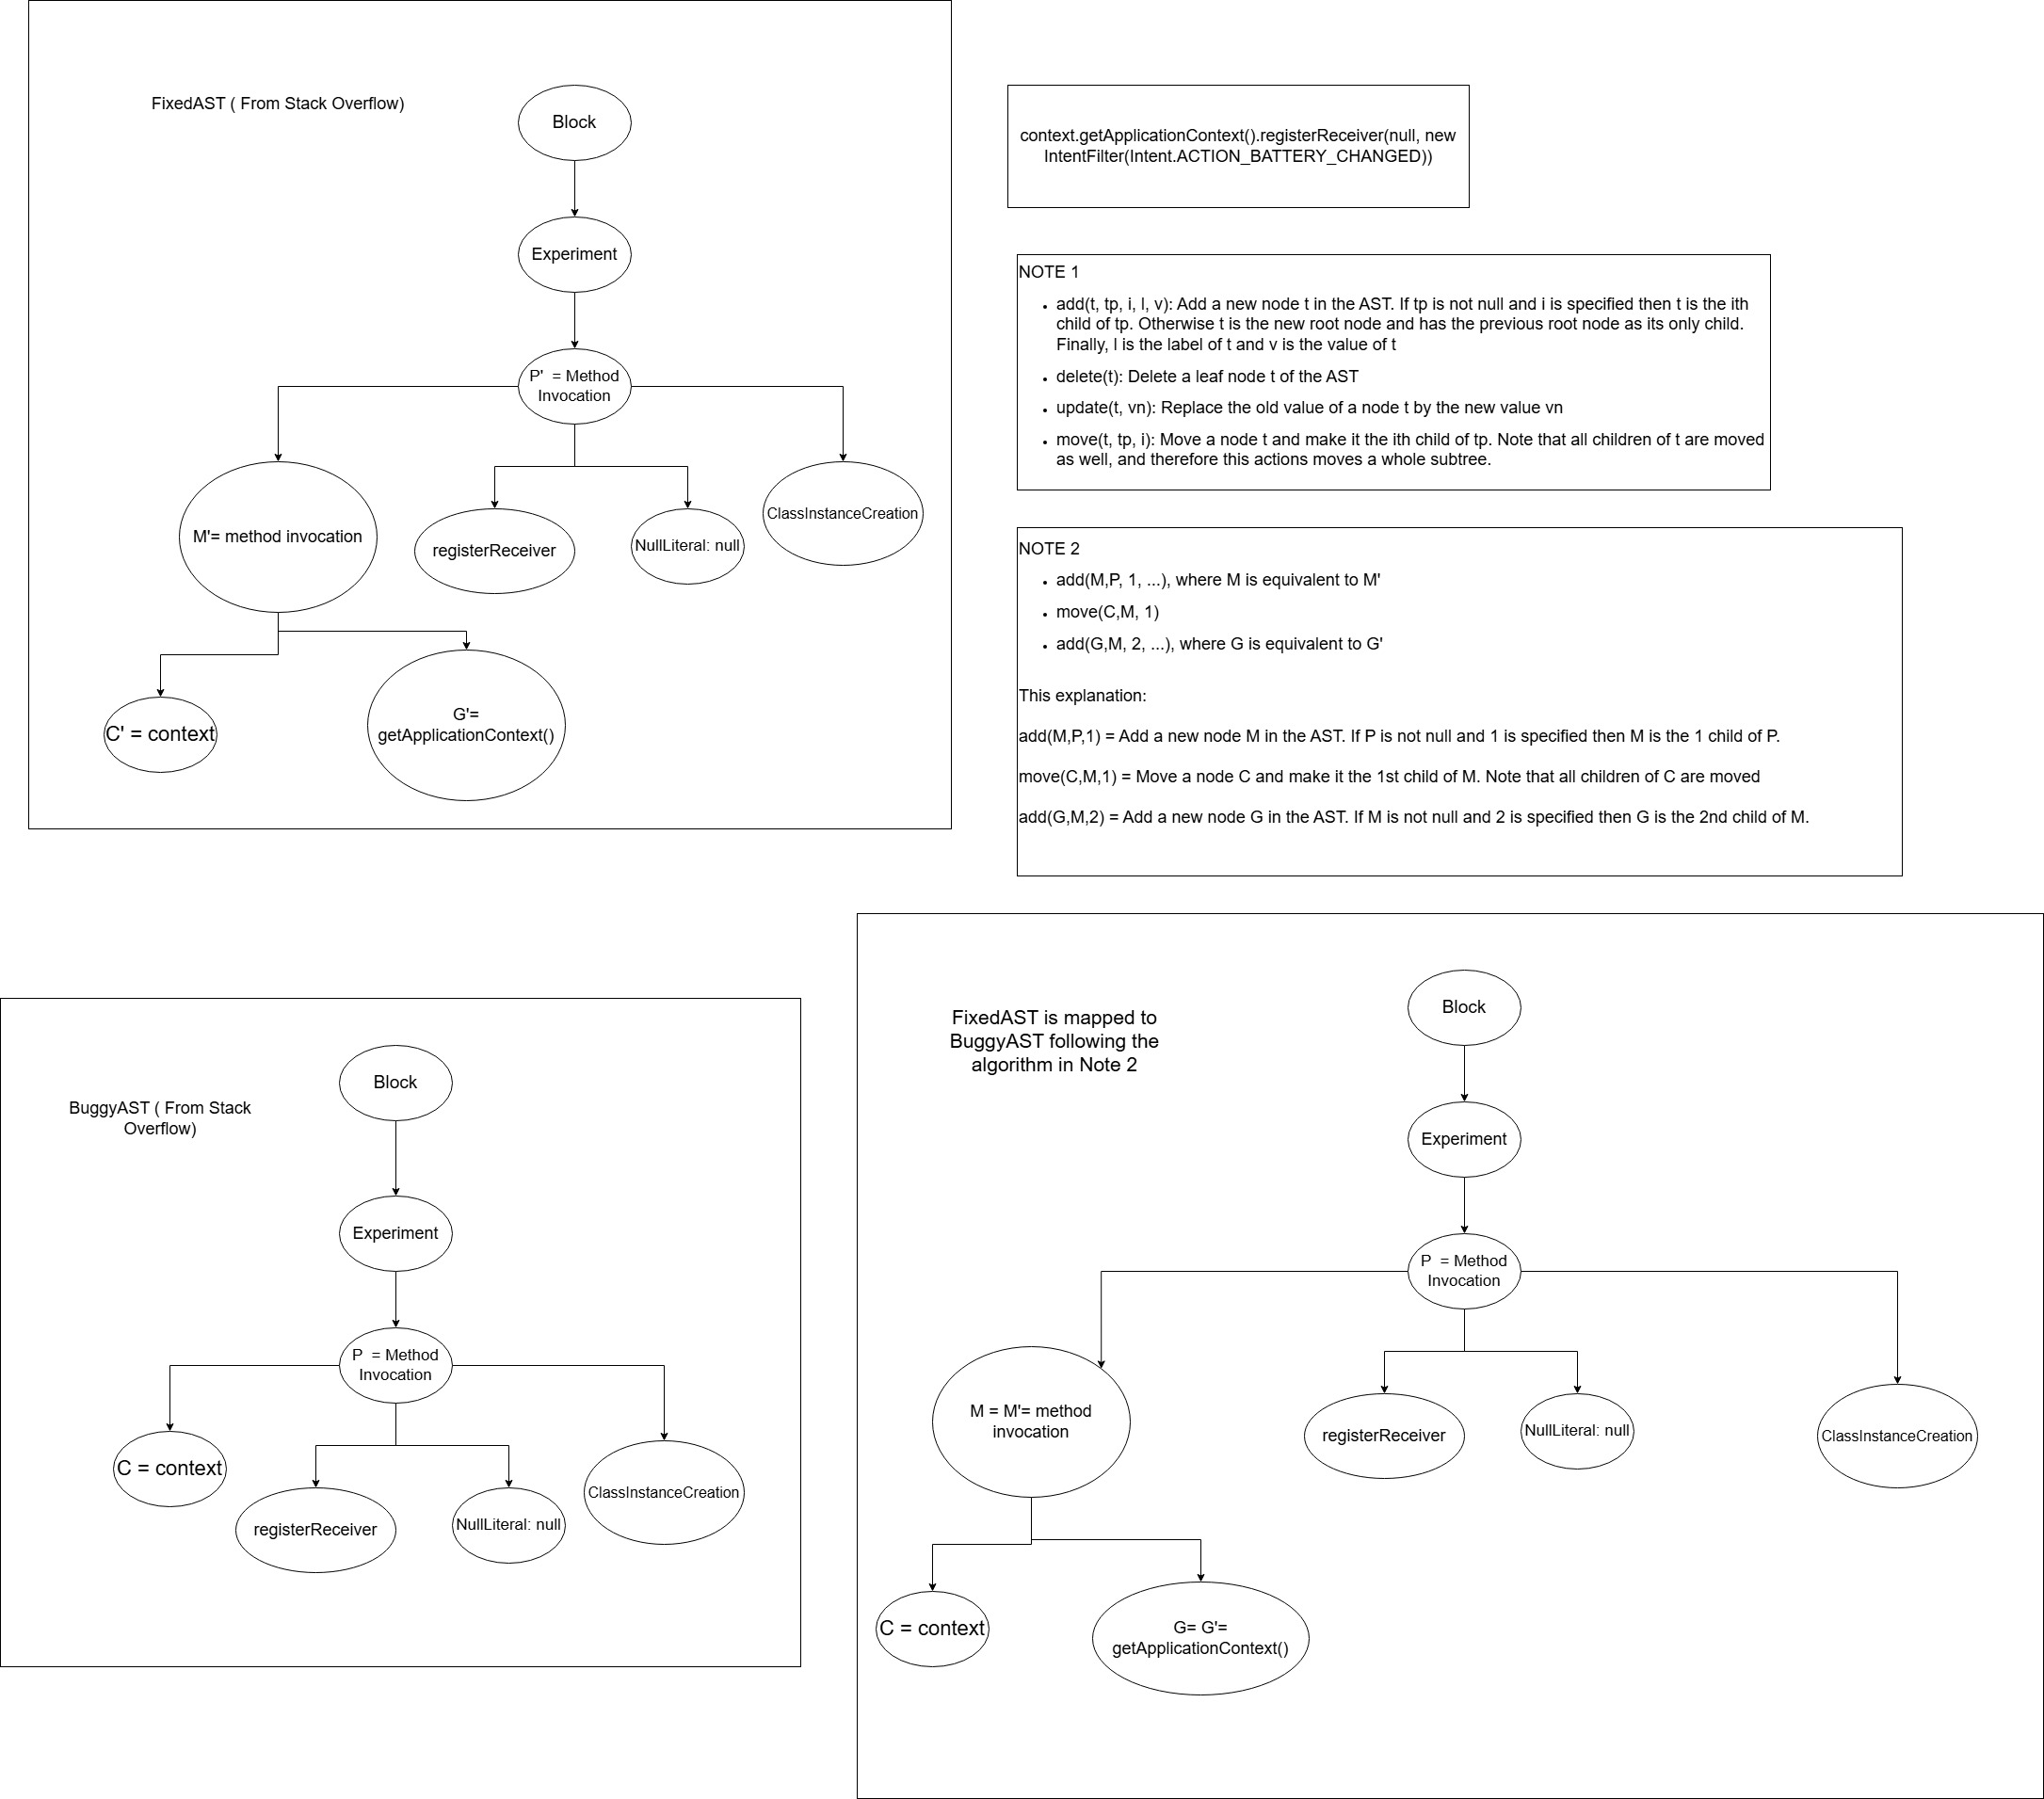 FixedAST ( From Stack Overflow)
Block
Experiment
P'  = Method
Invocation
M'= method invocation
registerReceiver
NullLiteral: null
ClassInstanceCreation
C' = context
G'=
getApplicationContext()
context.getApplicationContext().registerReceiver(null, new
IntentFilter(Intent.ACTION_BATTERY_CHANGED))
NOTE 1
• add(t, tp, i, l, v): Add a new node t in the AST. If tp is not null and i is specified then t is the ith
child of tp. Otherwise t is the new root node and has the previous root node as its only child.
Finally, l is the label of t and v is the value of t
• delete(t): Delete a leaf node t of the AST
• update(t, vn): Replace the old value of a node t by the new value vn
• move(t, tp, i): Move a node t and make it the ith child of tp. Note that all children of t are moved
as well, and therefore this actions moves a whole subtree.
NOTE 2
• add(M,P, 1, ...), where M is equivalent to M'
• move(C,M, 1)
• add(G,M, 2, ...), where G is equivalent to G'
This explanation:
add(M,P,1) = Add a new node M in the AST. If P is not null and 1 is specified then M is the 1 child of P.
move(C,M,1) = Move a node C and make it the 1st child of M. Note that all children of C are moved
add(G,M,2) = Add a new node G in the AST. If M is not null and 2 is specified then G is the 2nd child of M.
BuggyAST ( From Stack
Overflow)
Block
Experiment
P  = Method
Invocation
C = context
registerReceiver
NullLiteral: null
ClassInstanceCreation
FixedAST is mapped to
BuggyAST following the
algorithm in Note 2
Block
Experiment
P  = Method
Invocation
M = M'= method
invocation
registerReceiver
NullLiteral: null
ClassInstanceCreation
C = context
G= G'=
getApplicationContext()